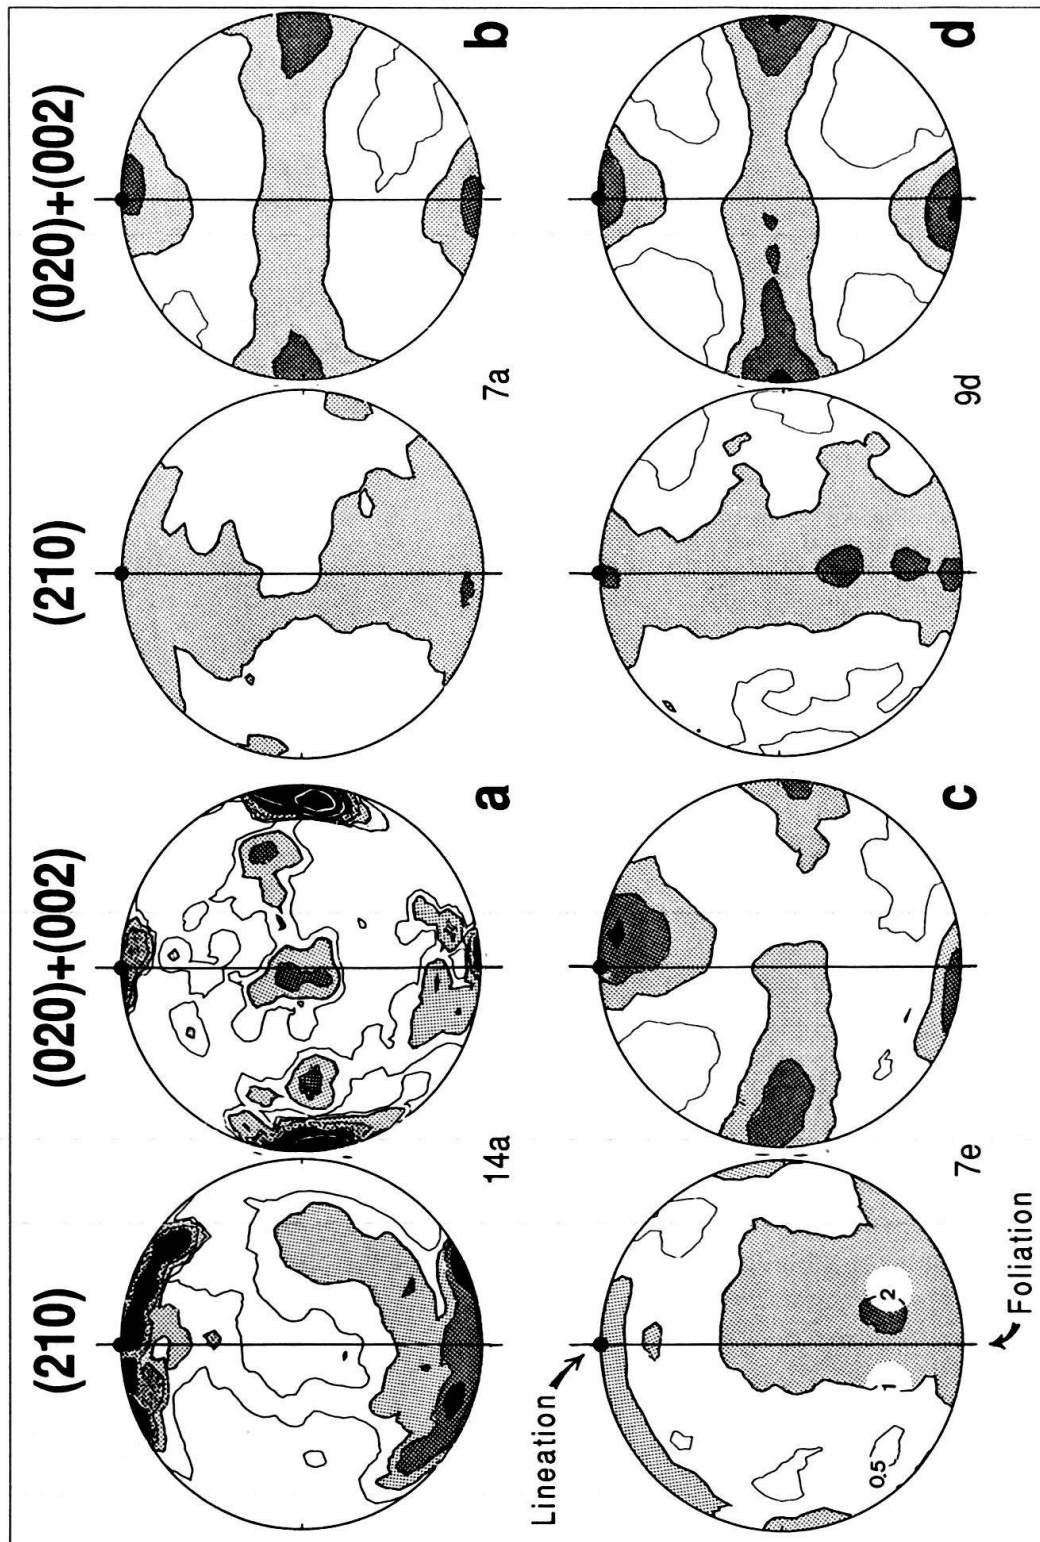 (210)
(020)+(002)
(210)
(020)+(002)
14a
a
7a
b
Lineation
7e
c
9d
d
0.5
1
2
Foliation